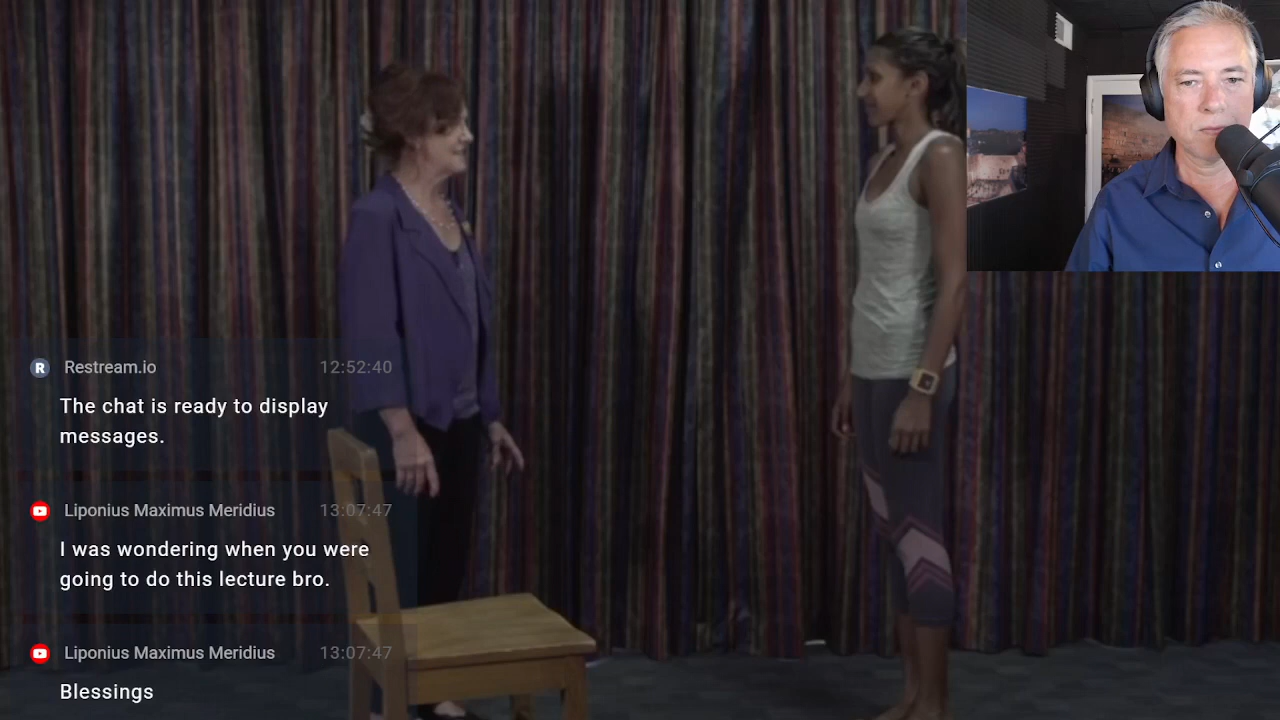 R Restream.io 12:52:40
The chat is ready to display
messages.
Liponius Maximus Meridius 13:07:47
I was wondering when you were
going to do this lecture bro.
Liponius Maximus Meridius 13:07:47
Blessings